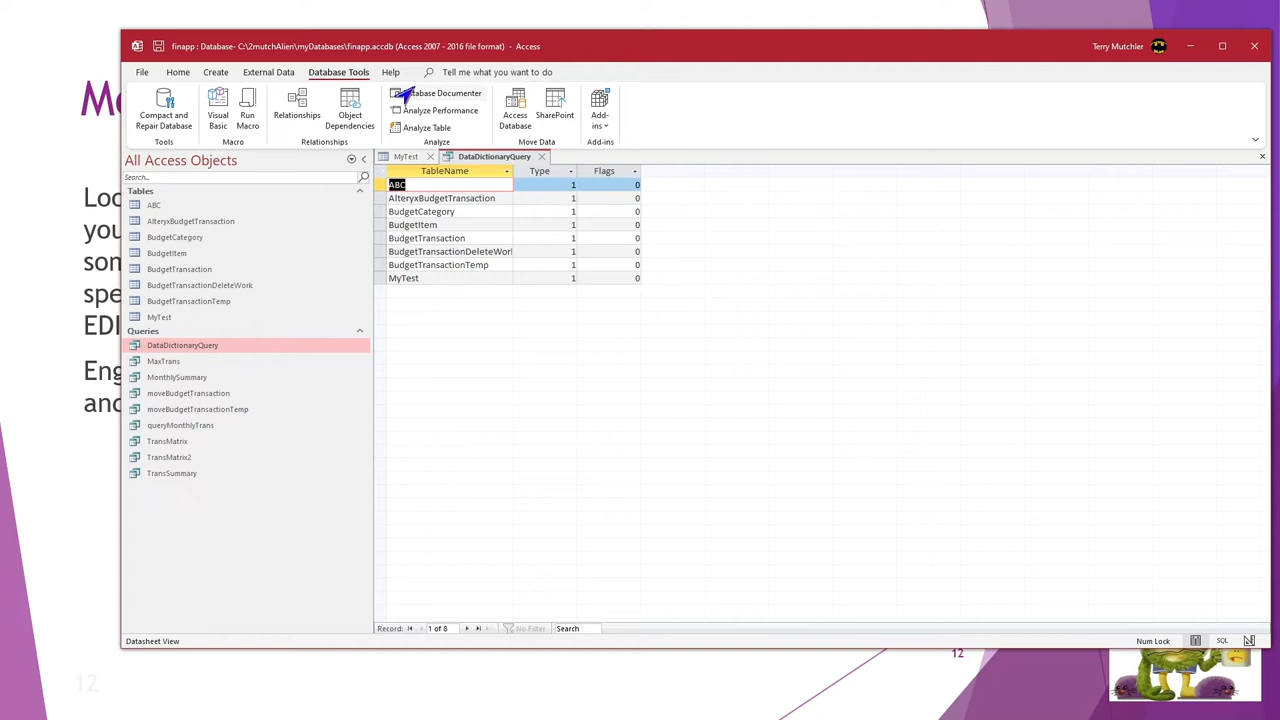 finapp : Database- C:\2mutchAlien\myDatabases\finapp.accdb (Access 2007 - 2016 file format) - Access
Terry Mutchler
File Home Create External Data Database Tools Help Tell me what you want to do
Compact and Repair Database
Visual Basic
Run Macro
Relationships
Object Dependencies
Database Documenter
Analyze Performance
Analyze Table
Access Database
SharePoint
Add-ins
Tools Macro Relationships Analyze Move Data Add-ins
All Access Objects
Search...
Tables
ABC
AlteryxBudgetTransaction
BudgetCategory
BudgetItem
BudgetTransaction
BudgetTransactionDeleteWork
BudgetTransactionTemp
MyTest
Queries
DataDictionaryQuery
MaxTrans
MonthlySummary
moveBudgetTransaction
moveBudgetTransactionTemp
queryMonthlyTrans
TransMatrix
TransMatrix2
TransSummary
MyTest DataDictionaryQuery
TableName Type Flags
ABC 1 0
AlteryxBudgetTransaction 1 0
BudgetCategory 1 0
BudgetItem 1 0
BudgetTransaction 1 0
BudgetTransactionDeleteWork 1 0
BudgetTransactionTemp 1 0
MyTest 1 0
Record: 1 of 8 No Filter Search
Datasheet View
Num Lock
SQL
12
12